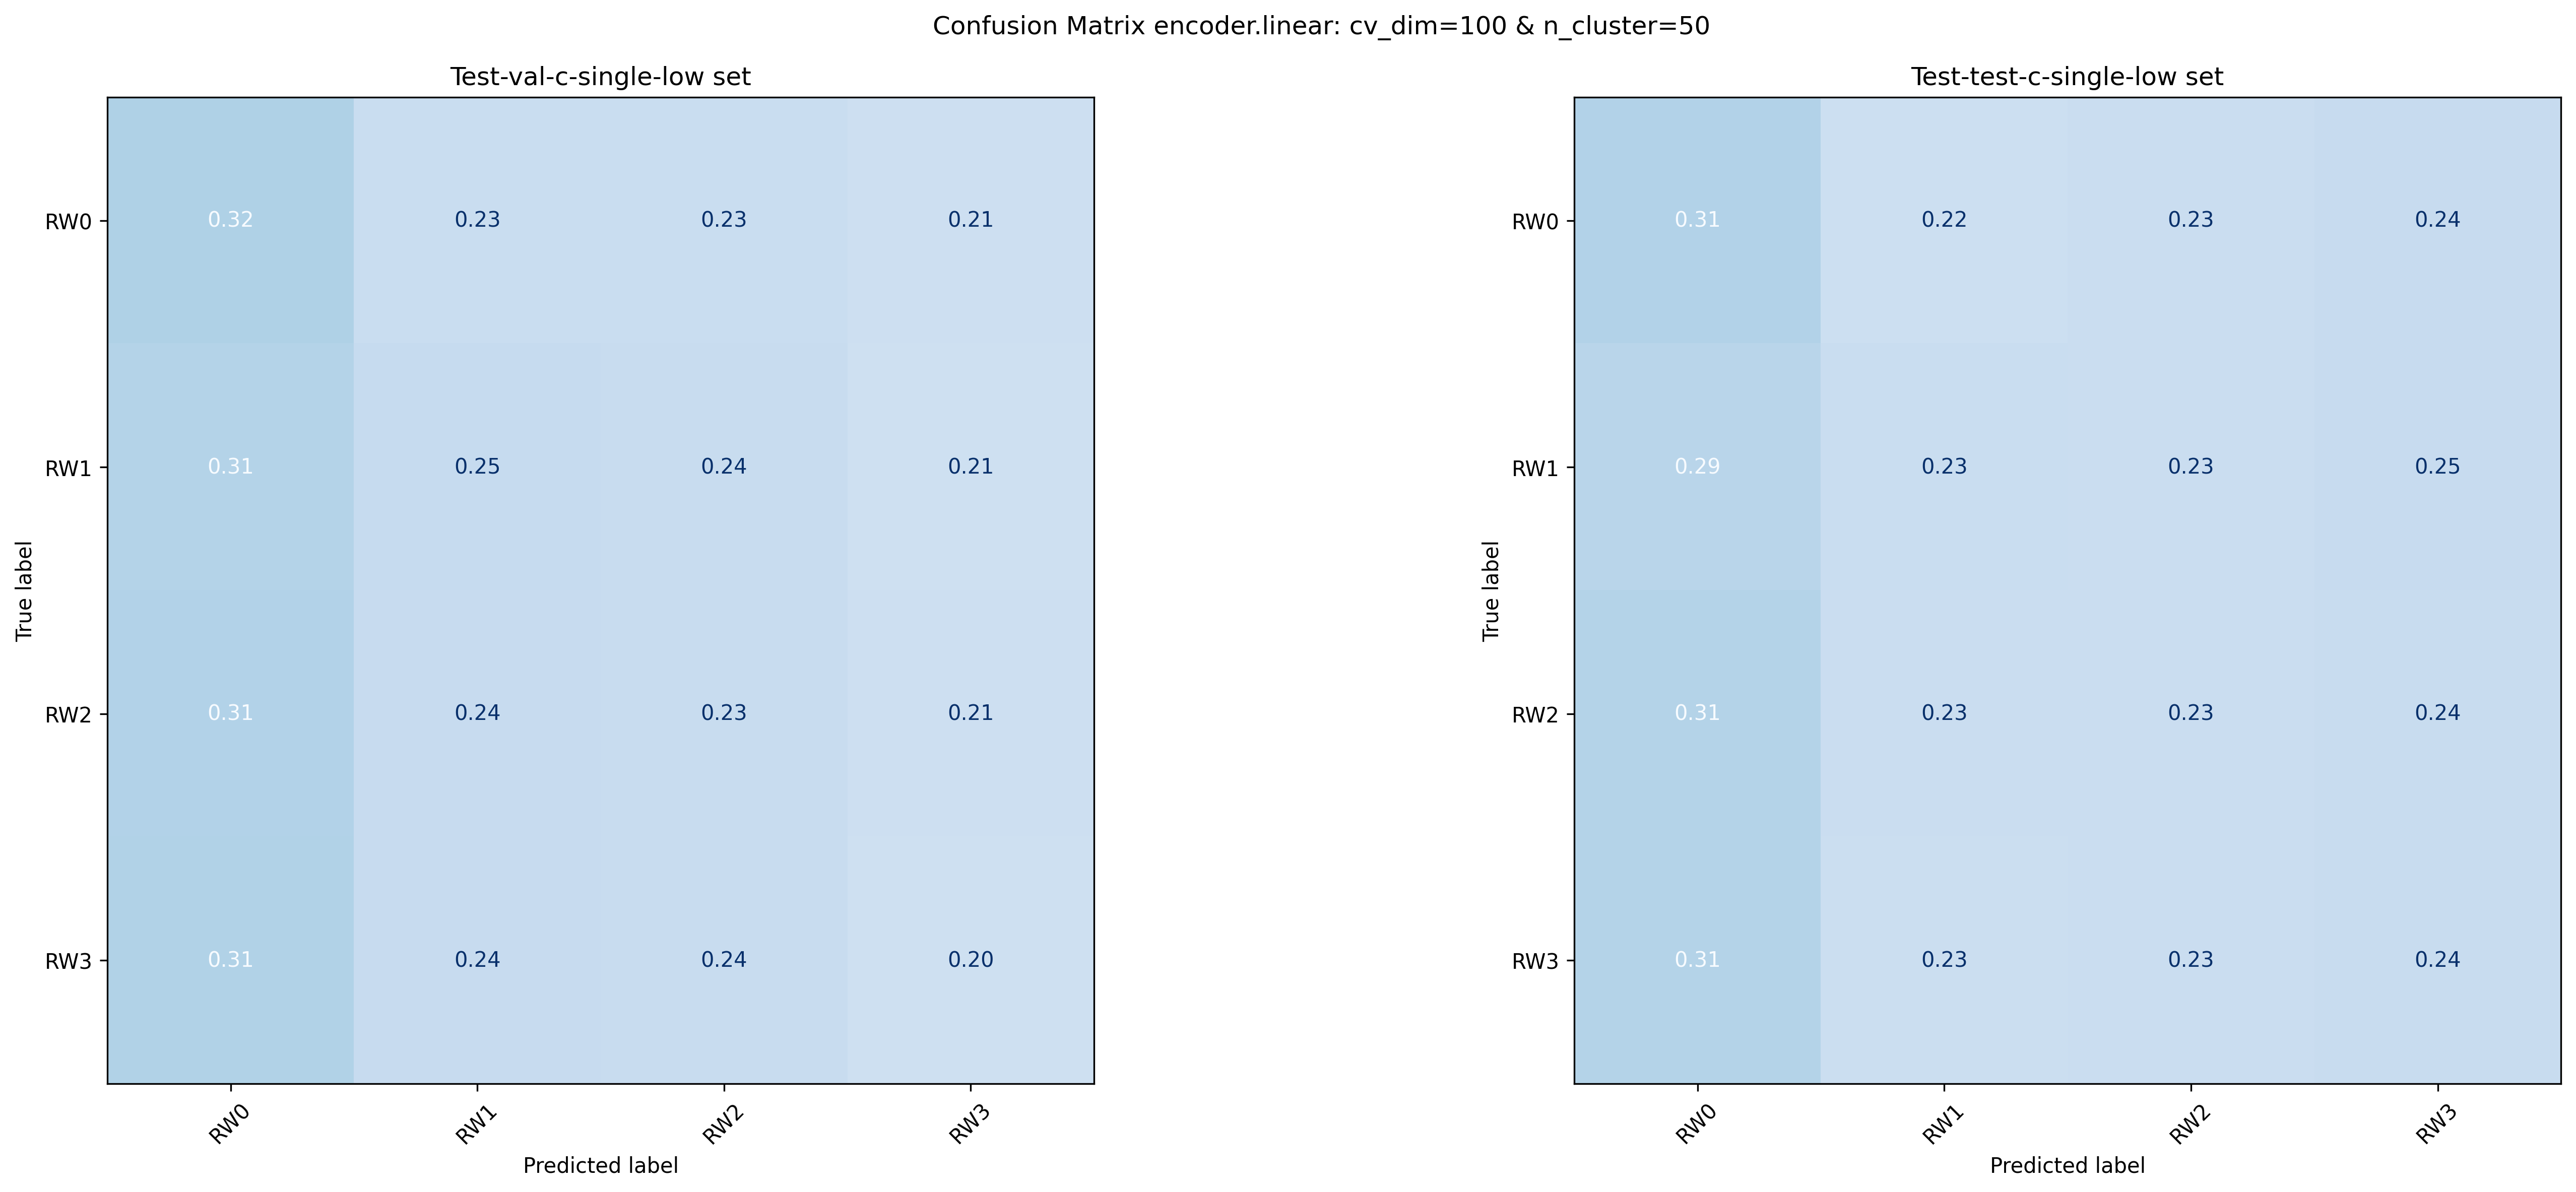 Confusion Matrix encoder.linear: cv_dim=100 & n_cluster=50
Test-val-c-single-low set
True label
RW0 0.32 0.23 0.23 0.21
RW1 0.31 0.25 0.24 0.21
RW2 0.31 0.24 0.23 0.21
RW3 0.31 0.24 0.24 0.20
RW0 RW1 RW2 RW3
Predicted label
Test-test-c-single-low set
True label
RW0 0.31 0.22 0.23 0.24
RW1 0.29 0.23 0.23 0.25
RW2 0.31 0.23 0.23 0.24
RW3 0.31 0.23 0.23 0.24
RW0 RW1 RW2 RW3
Predicted label